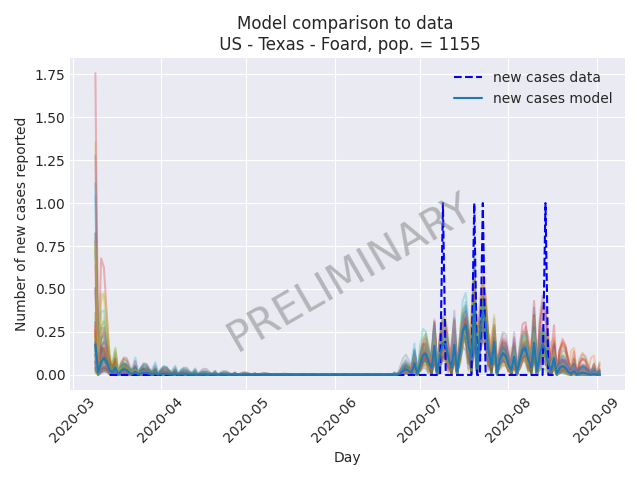 Model comparison to data
US - Texas - Foard, pop. = 1155
new cases data
new cases model
PRELIMINARY
Number of new cases reported
1.75
1.50
1.25
1.00
0.75
0.50
0.25
0.00
2020-03
2020-04
2020-05
2020-06
2020-07
2020-08
2020-09
Day